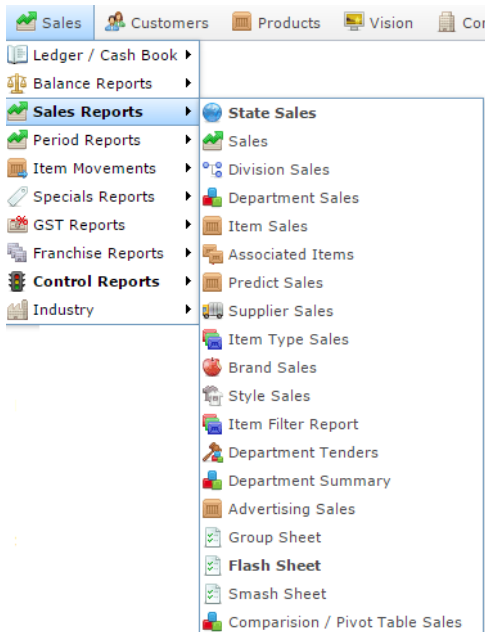 Sales Customers Products Vision
Ledger / Cash Book
Balance Reports
Sales Reports
Period Reports
Item Movements
Specials Reports
GST Reports
Franchise Reports
Control Reports
Industry
State Sales
Sales
Division Sales
Department Sales
Item Sales
Associated Items
Predict Sales
Supplier Sales
Item Type Sales
Brand Sales
Style Sales
Item Filter Report
Department Tenders
Department Summary
Advertising Sales
Group Sheet
Flash Sheet
Smash Sheet
Comparision / Pivot Table Sales